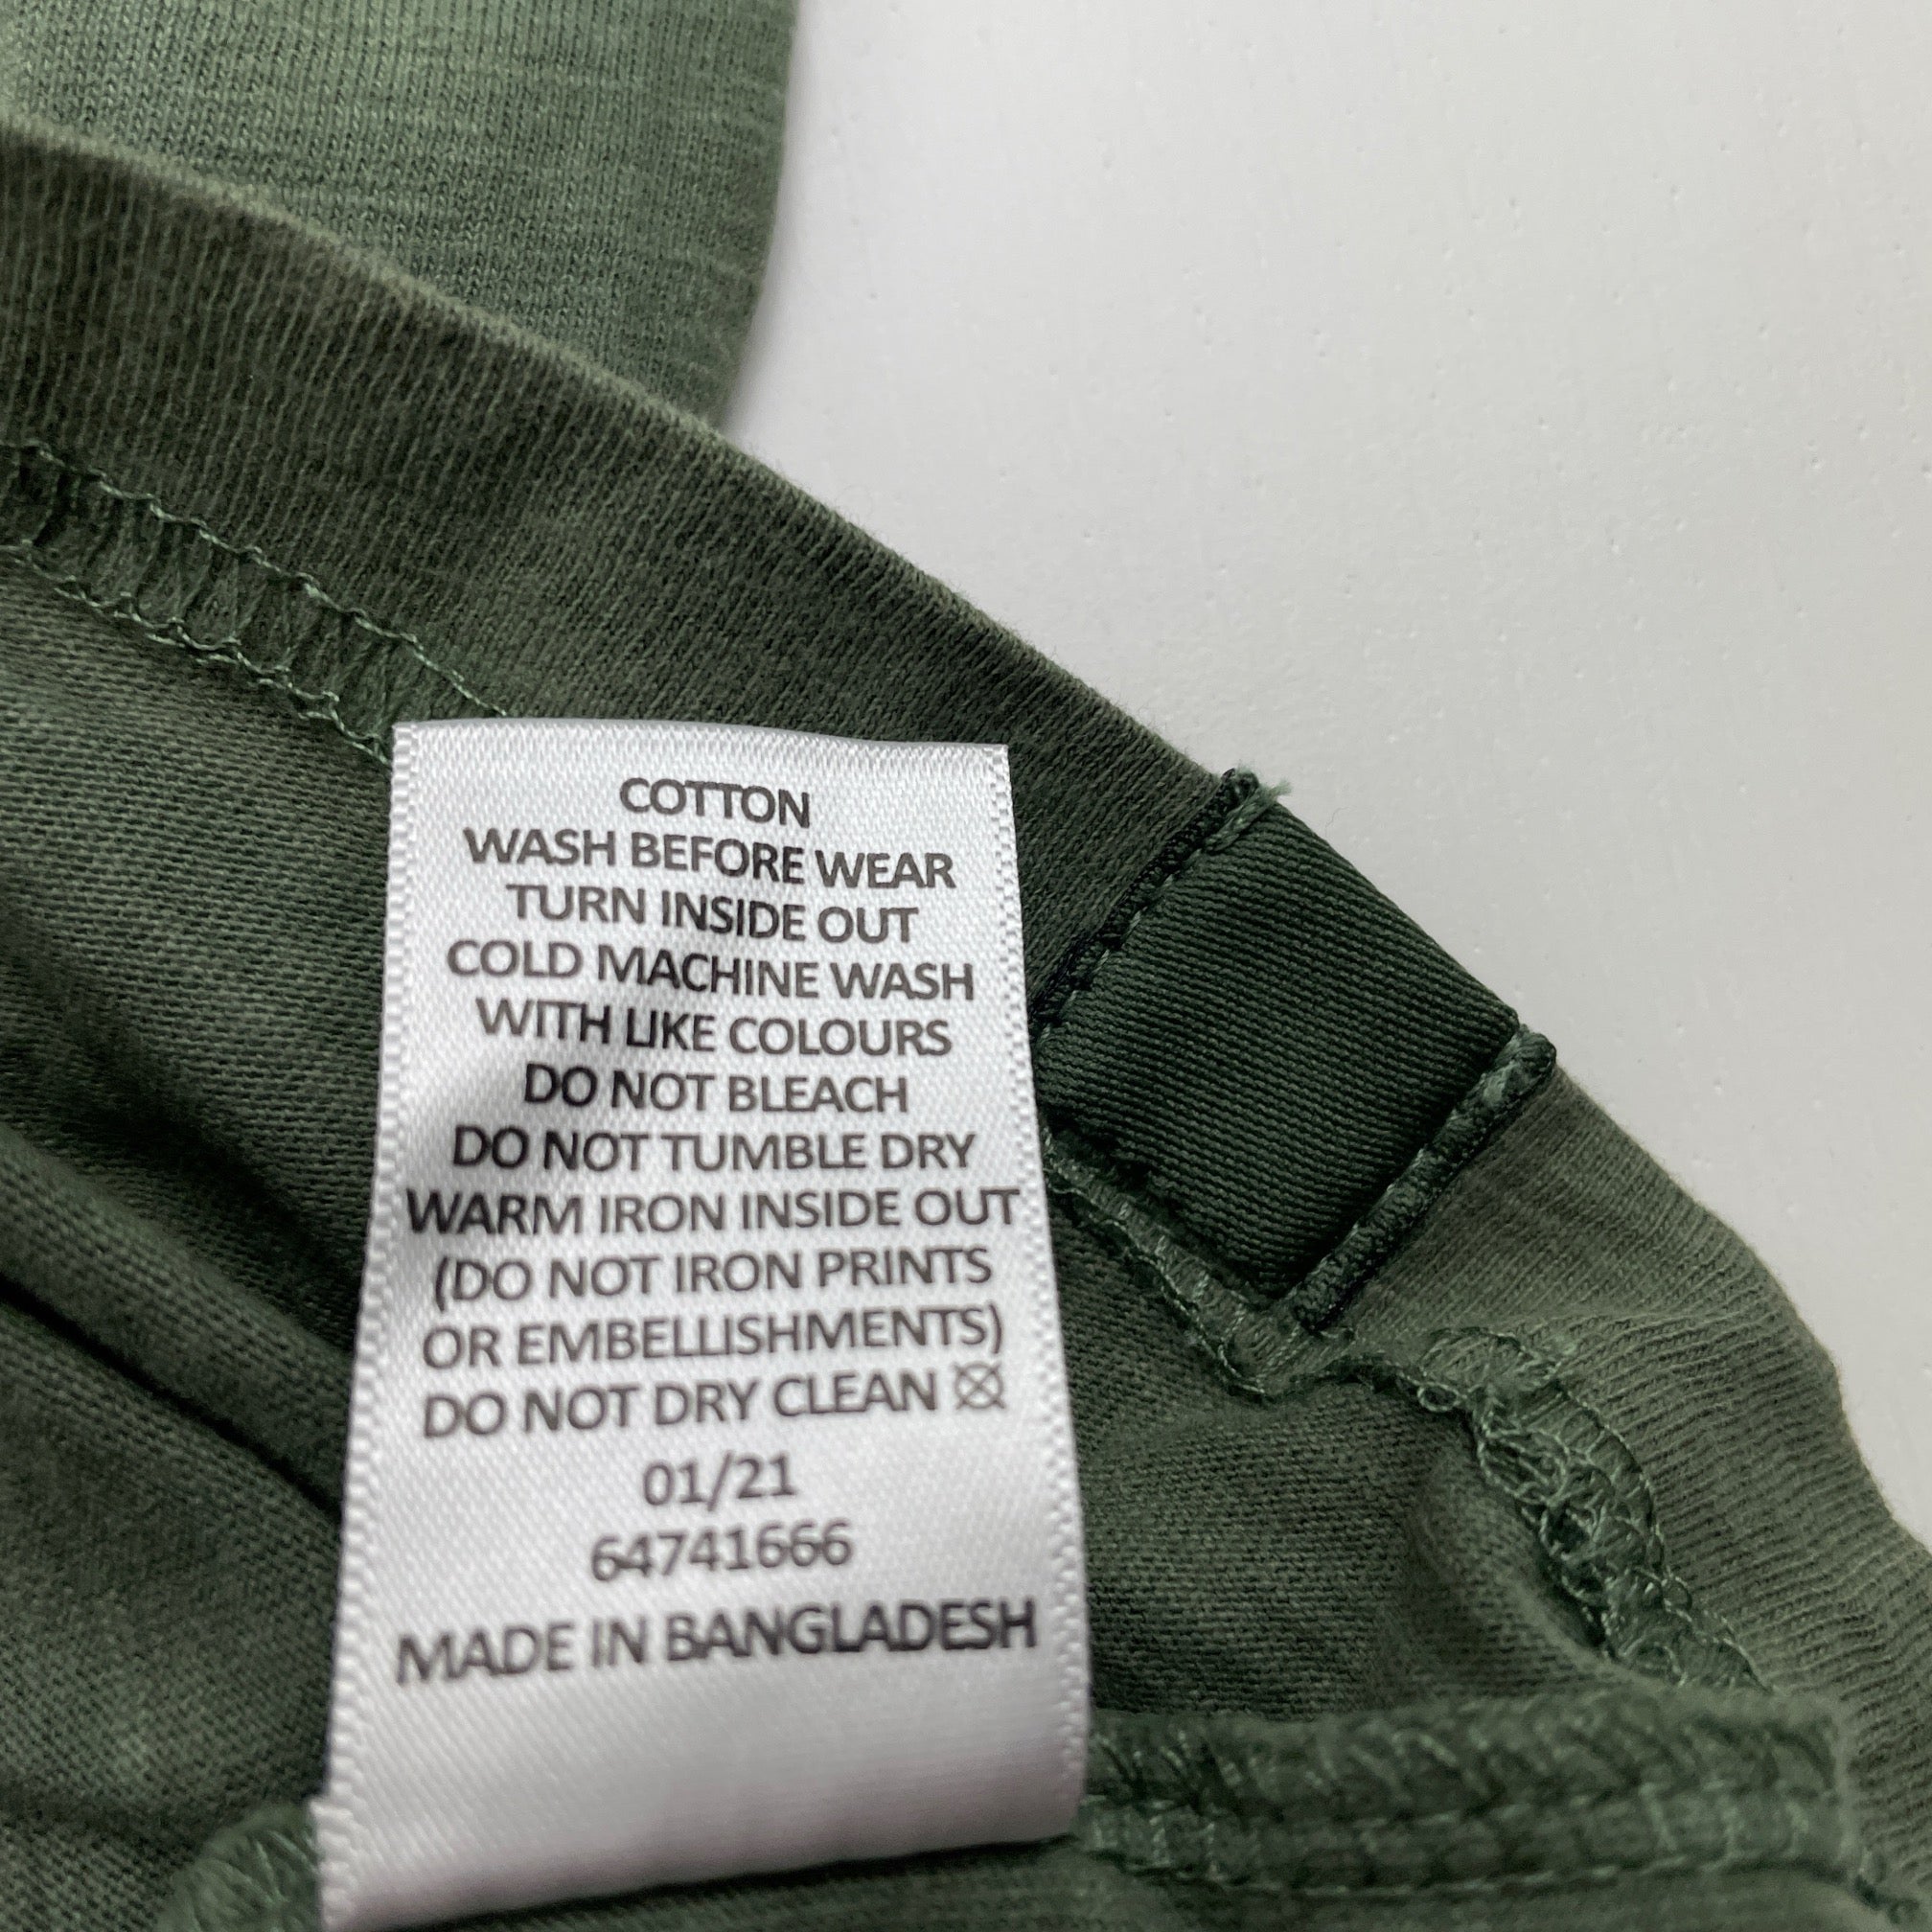 COTTON
WASH BEFORE WEAR
TURN INSIDE OUT
COLD MACHINE WASH
WITH LIKE COLOURS
DO NOT BLEACH
DO NOT TUMBLE DRY
WARM IRON INSIDE OUT
(DO NOT IRON PRINTS
OR EMBELLISHMENTS)
DO NOT DRY CLEAN
01/21
64741666
MADE IN BANGLADESH